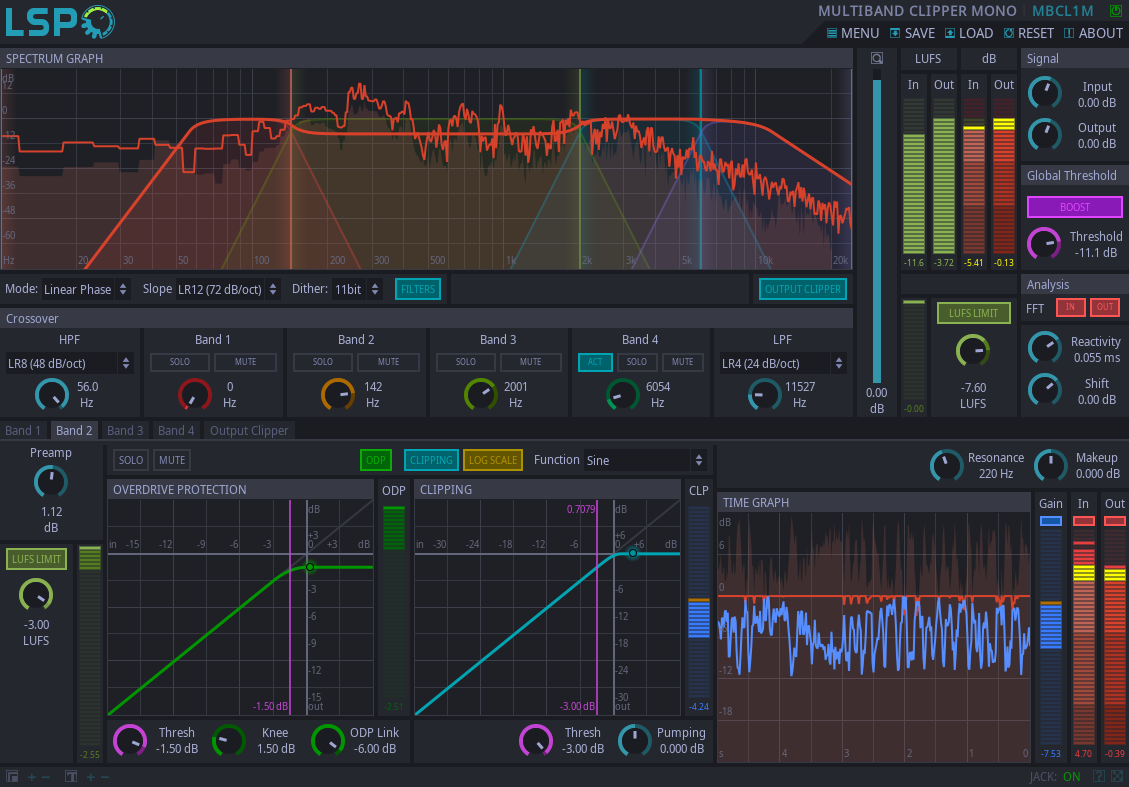 LSP
MULTIBAND CLIPPER MONO MBCL1M
MENU SAVE LOAD RESET ABOUT
SPECTRUM GRAPH
dB
12
0
-12
-24
-36
-48
-60
Hz 20 30 50 100 200 300 1k 2k 3k 5k 10k 20k
Mode: Linear Phase Slope LR12 (72 dB/oct) Dither: 11bit FILTERS OUTPUT CLIPPER
0.00
dB
LUFS dB
In Out In Out
-11.6 -3.72 -5.41 -0.13
-0.00
LUFS LIMIT
-7.60
LUFS
Signal
Input
0.00 dB
Output
0.00 dB
Global Threshold
BOOST
Threshold
-11.1 dB
Analysis
FFT IN OUT
Reactivity
0.055 ms
Shift
0.00 dB
Crossover
HPF Band 1 Band 2 Band 3 Band 4 LPF
LR8 (48 dB/oct) SOLO MUTE SOLO MUTE SOLO MUTE ACT SOLO MUTE LR4 (24 dB/oct)
56.0 0 142 2001 6054 11527
Hz Hz Hz Hz Hz Hz
Band 1 Band 2 Band 3 Band 4 Output Clipper
Preamp
1.12
dB
LUFS LIMIT
-3.00
LUFS
-2.55
SOLO MUTE ODP CLIPPING LOG SCALE Function Sine
OVERDRIVE PROTECTION
dB
+3
0
in -15 -12 -9 -6 -3 +3 dB
-3
-6
-9
-12
-15
out
-1.50 dB
ODP
-2.51
Thresh
-1.50 dB
Knee
1.50 dB
ODP Link
-6.00 dB
CLIPPING
0.7079
dB
+6
0
in -30 -24 -18 -12 -6 +6 dB
-6
-12
-18
-24
-30
out
-3.00 dB
CLP
-4.24
Thresh
-3.00 dB
Pumping
0.000 dB
Resonance
220 Hz
Makeup
0.000 dB
TIME GRAPH
dB
6
0
-6
-12
-18
s 4 3 2 1 0
Gain In Out
-7.53 4.70 -0.39
JACK: ON